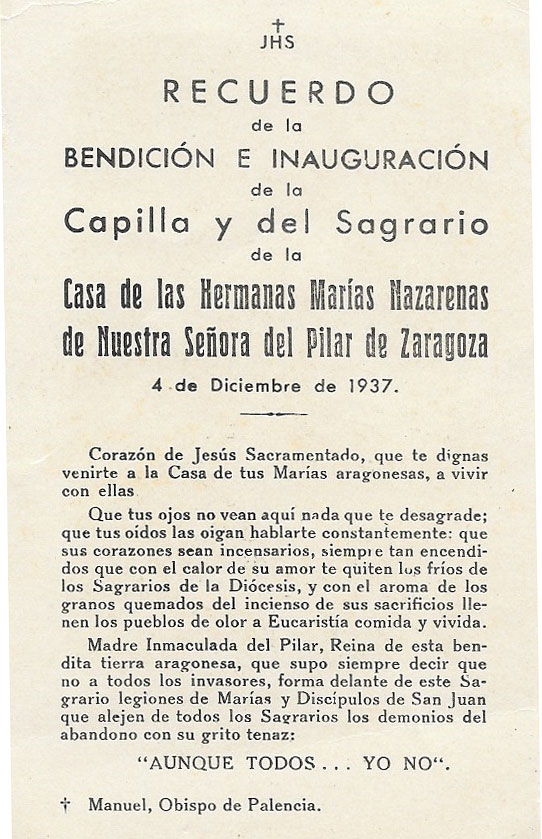 †
JHS
RECUERDO
de la
BENDICIÓN E INAUGURACIÓN
de la
Capilla y del Sagrario
de la
Casa de las Hermanas Marías Nazarenas
de Nuestra Señora del Pilar de Zaragoza
4 de Diciembre de 1937.
Corazón de Jesús Sacramentado, que te dignas
venirte a la Casa de tus Marías aragonesas, a vivir
con ellas
Que tus ojos no vean aquí nada que te desagrade;
que tus oídos las oigan hablarte constantemente: que
sus corazones sean incensarios, siempre tan encendi-
dos que con el calor de su amor te quiten los fríos de
los Sagrarios de la Diócesis, y con el aroma de los
granos quemados del incienso de sus sacrificios lle-
nen los pueblos de olor a Eucaristía comida y vivida.
Madre Inmaculada del Pilar, Reina de esta ben-
dita tierra aragonesa, que supo siempre decir que
no a todos los invasores, forma delante de este Sa-
grario legiones de Marías y Discípulos de San Juan
que alejen de todos los Sagrarios los demonios del
abandono con su grito tenaz:
"AUNQUE TODOS... YO NO".
† Manuel, Obispo de Palencia.